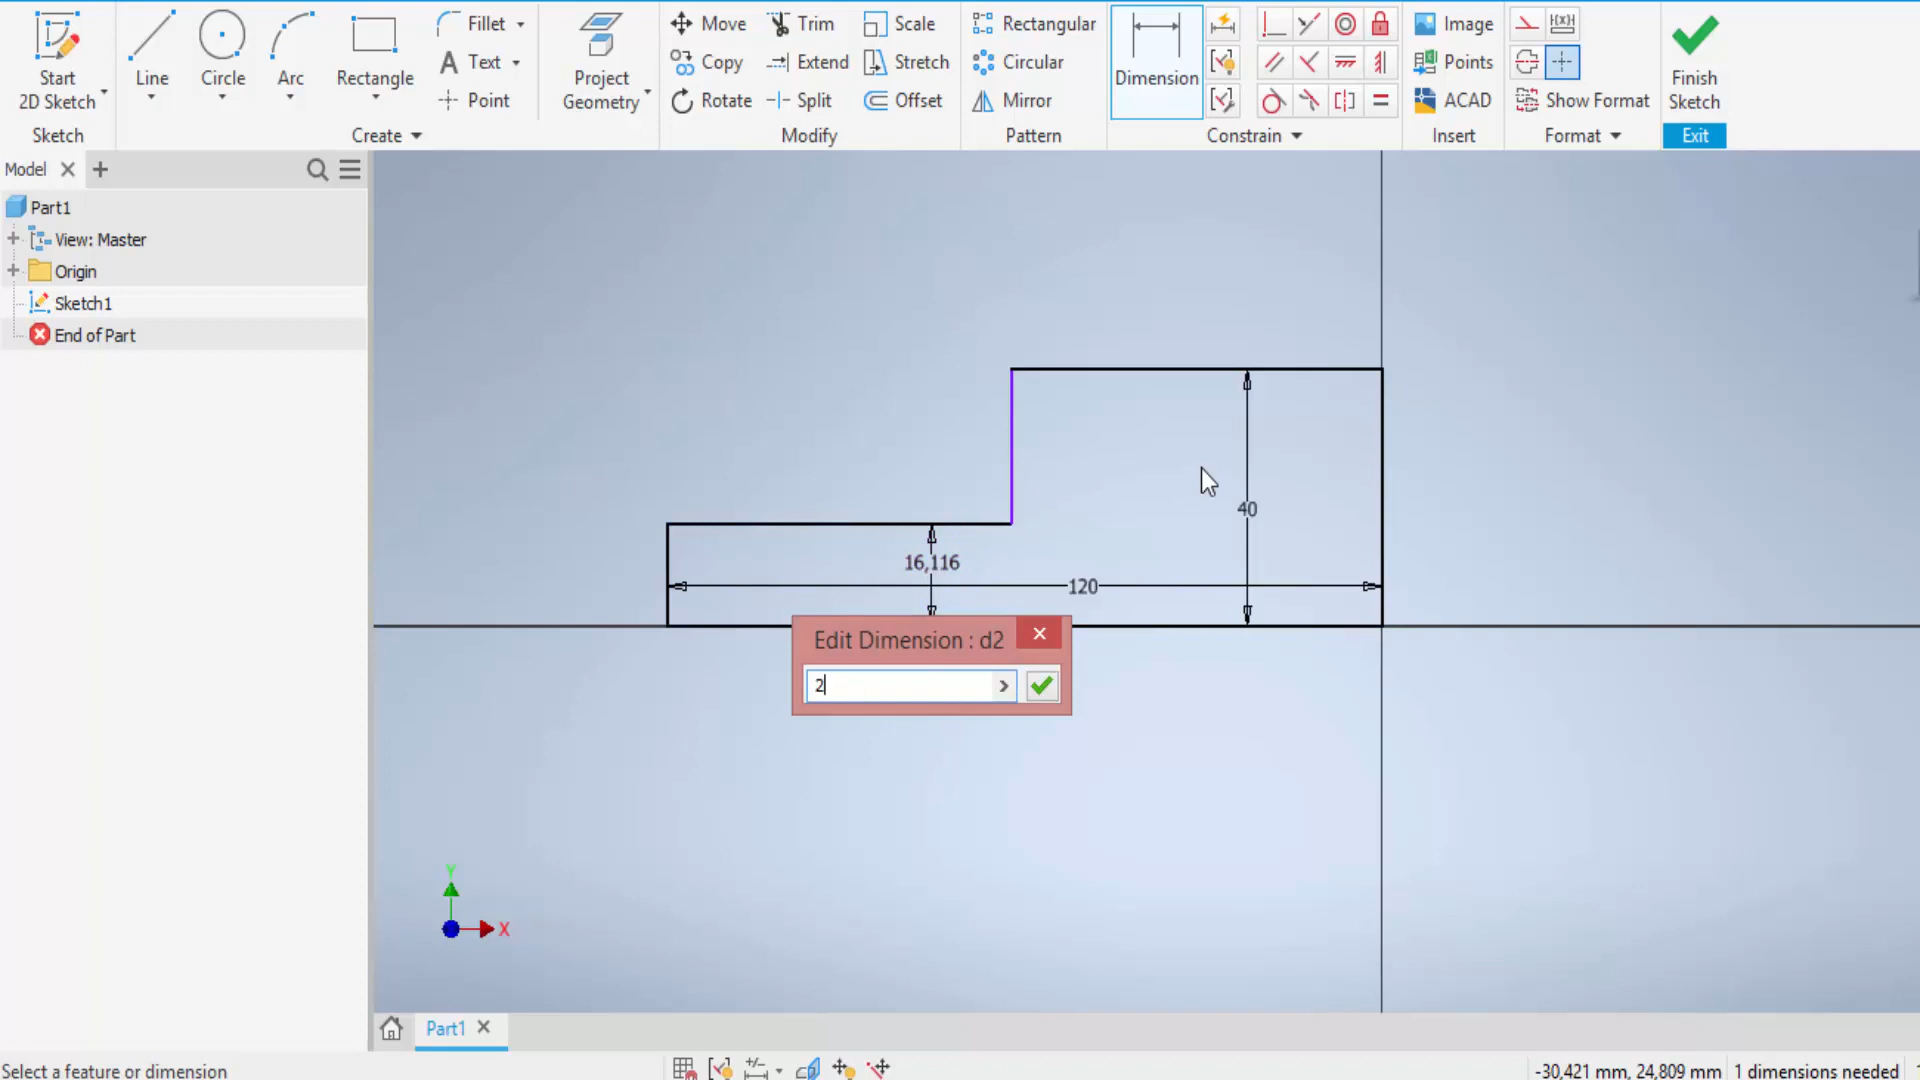 Start
2D Sketch
Line
Circle
Arc
Rectangle
Fillet
Text
Point
Project
Geometry
Move
Copy
Rotate
Trim
Extend
Split
Scale
Stretch
Offset
Rectangular
Circular
Mirror
Dimension
Image
Points
ACAD
Show Format
Finish
Sketch
Sketch
Create
Modify
Pattern
Constrain
Insert
Format
Exit
Model
Part1
View: Master
Origin
Sketch1
End of Part
40
16,116
120
Edit Dimension : d2
2
Y
X
Part1
Select a feature or dimension
-30,421 mm, 24,809 mm
1 dimensions needed